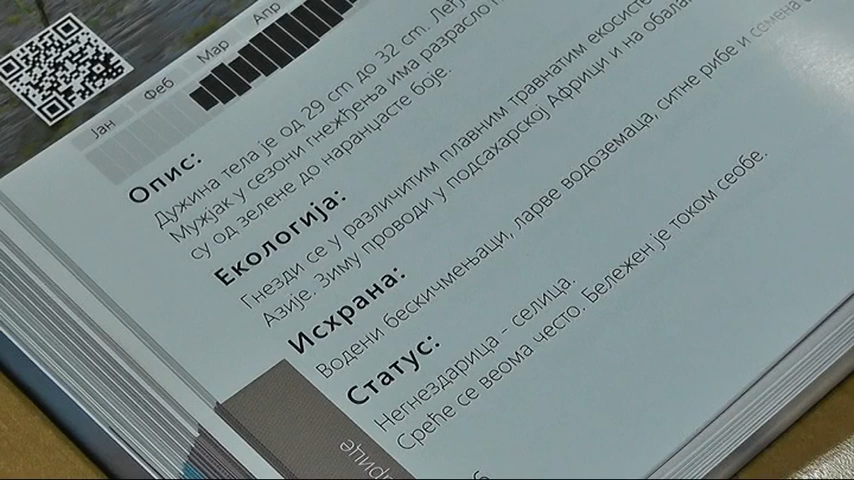 Јан Феб Мар Апр
Опис:
Дужина тела је од 29 cm до 32 cm.
Мужјак у сезони гнежђења има разрасло
су од зелене до наранџасте боје.
Екологија:
Гнезди се у различитим плавним травнатим
Азије. Зиму проводи у подсахарској Африци и на
Исхрана:
Водени бескичмењаци, ларве водоземаца, ситне рибе и семена
Статус:
Негнездарица - селица.
Среће се веома често. Бележен је током сеобе.